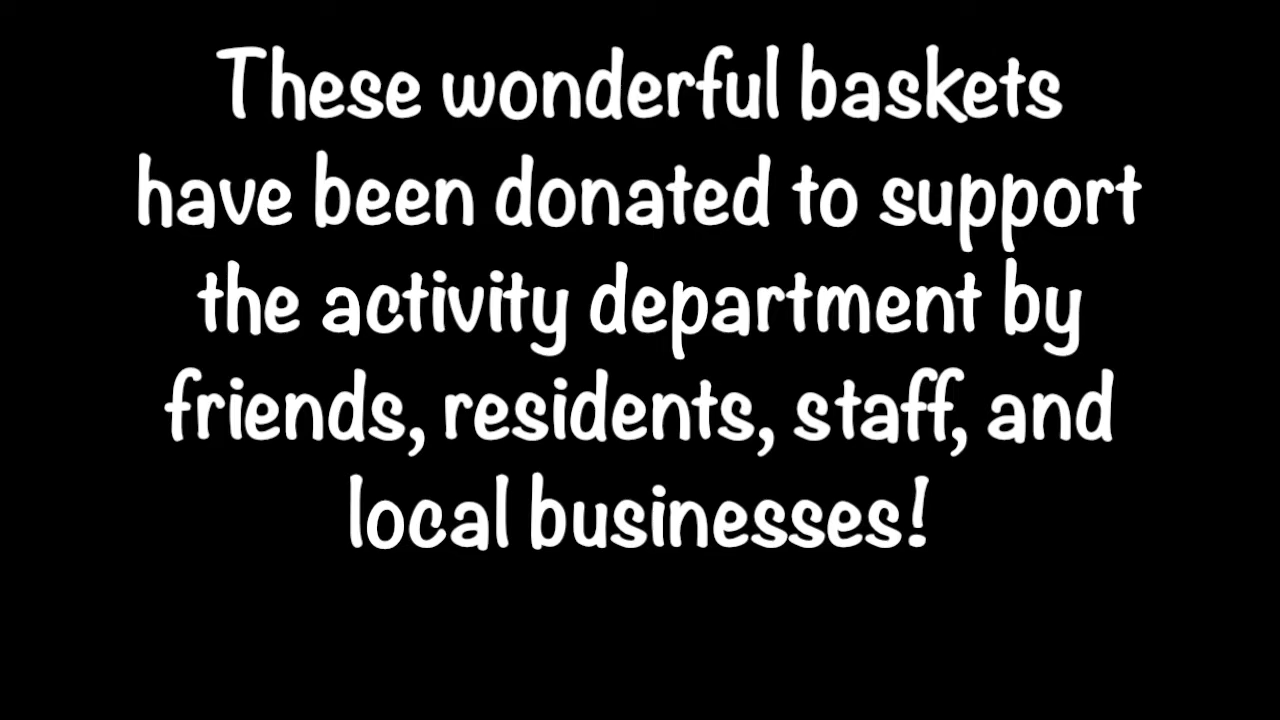 These wonderful baskets
have been donated to support
the activity department by
friends, residents, staff, and
local businesses!